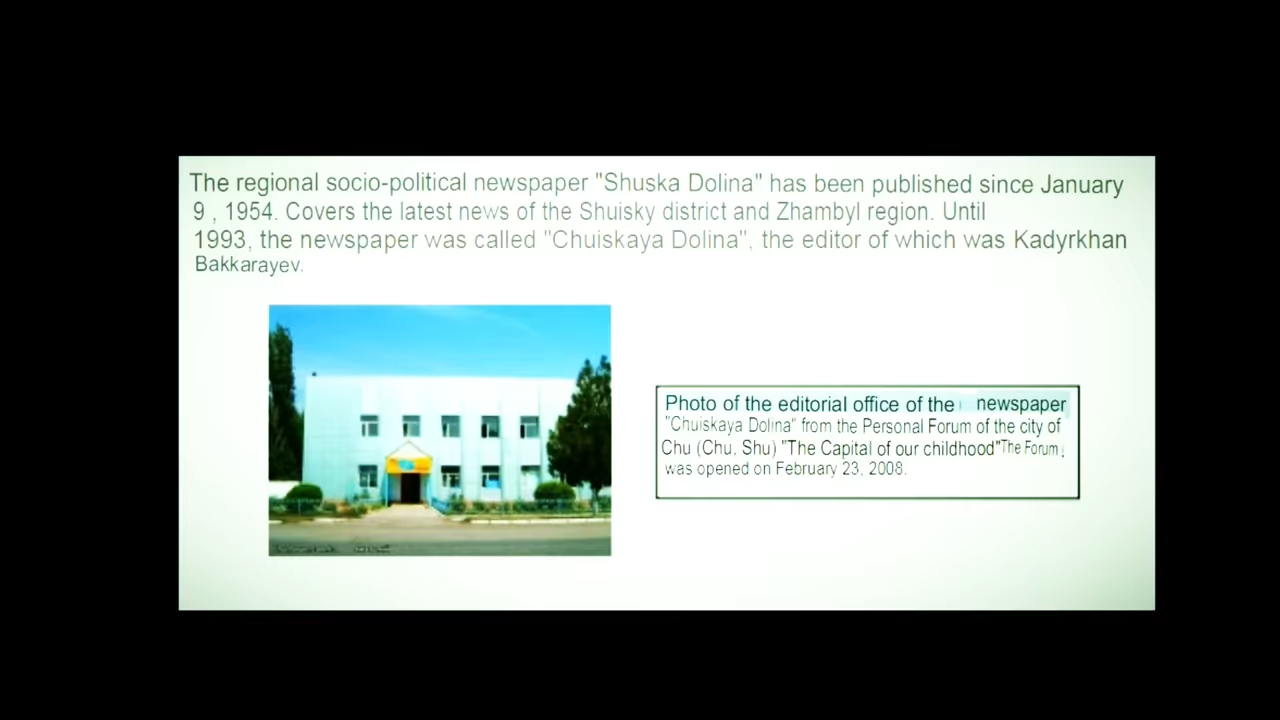 The regional socio-political newspaper "Shuska Dolina" has been published since January
9 , 1954. Covers the latest news of the Shuisky district and Zhambyl region. Until
1993, the newspaper was called "Chuiskaya Dolina", the editor of which was Kadyrkhan
Bakkarayev.
Photo of the editorial office of the newspaper
"Chuiskaya Dolina" from the Personal Forum of the city of
Chu (Chu, Shu) "The Capital of our childhood"The Forum
was opened on February 23, 2008.